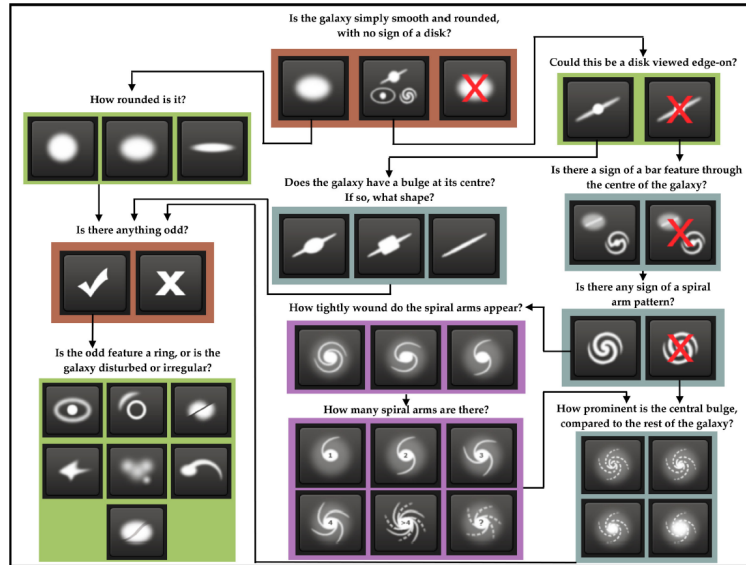 Is the galaxy simply smooth and rounded,
with no sign of a disk?
Could this be a disk viewed edge-on?
How rounded is it?
Does the galaxy have a bulge at its centre?
If so, what shape?
Is there a sign of a bar feature through
the centre of the galaxy?
Is there anything odd?
Is there any sign of a spiral
arm pattern?
How tightly wound do the spiral arms appear?
Is the odd feature a ring, or is the
galaxy disturbed or irregular?
How many spiral arms are there?
How prominent is the central bulge,
compared to the rest of the galaxy?
1
2
3
4
>4
?